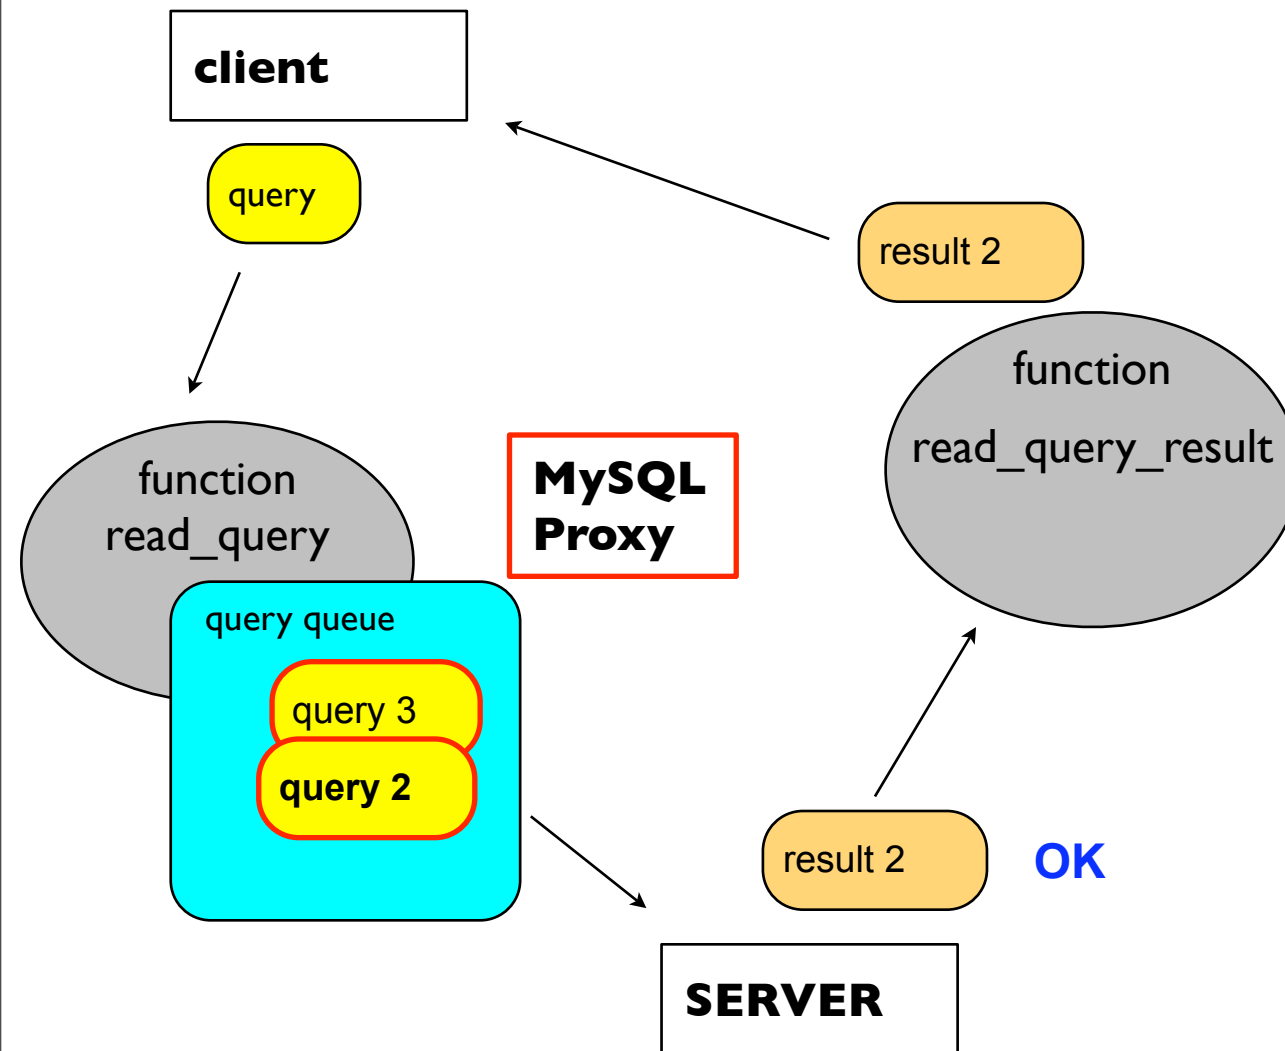 client
query
result 2
function
read_query_result
MySQL
Proxy
function
read_query
query queue
query 3
query 2
result 2
OK
SERVER